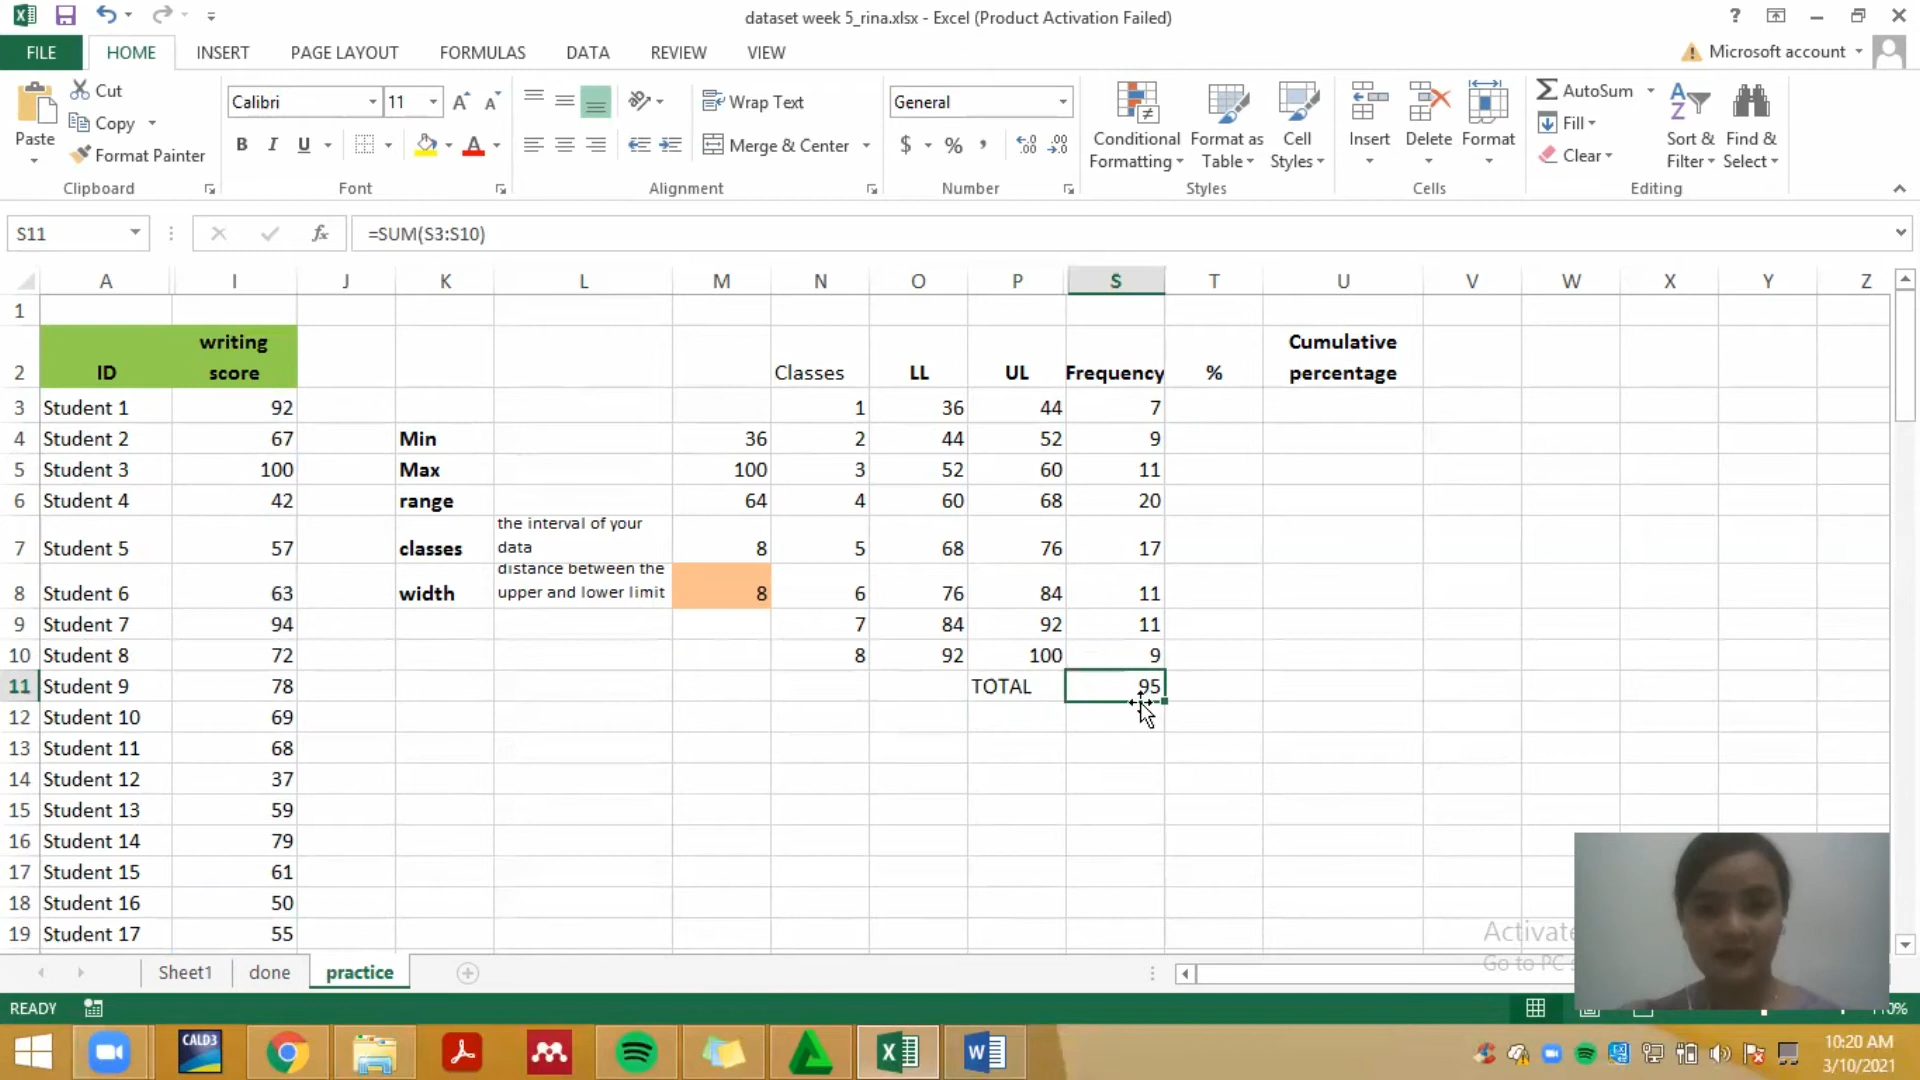 dataset week 5_rina.xlsx - Excel (Product Activation Failed)
FILE HOME INSERT PAGE LAYOUT FORMULAS DATA REVIEW VIEW Microsoft account
Paste Cut Copy Format Painter
Calibri 11
B I U A A A
Wrap Text
Merge & Center
General
$ % ,
Conditional Formatting Format as Table Cell Styles
Insert Delete Format
AutoSum Fill Clear
Sort & Filter Find & Select
Clipboard Font Alignment Number Styles Cells Editing
S11 fx =SUM(S3:S10)
A I J K L M N O P S T U V W X Y Z
1
2 ID writing score Classes LL UL Frequency % Cumulative percentage
3 Student 1 92 1 36 44 7
4 Student 2 67 Min 36 2 44 52 9
5 Student 3 100 Max 100 3 52 60 11
6 Student 4 42 range 64 4 60 68 20
7 Student 5 57 classes the interval of your data 8 5 68 76 17
8 Student 6 63 width distance between the upper and lower limit 8 6 76 84 11
9 Student 7 94 7 84 92 11
10 Student 8 72 8 92 100 9
11 Student 9 78 TOTAL 95
12 Student 10 69
13 Student 11 68
14 Student 12 37
15 Student 13 59
16 Student 14 79
17 Student 15 61
18 Student 16 50
19 Student 17 55
Activate
Go to PC
Sheet1 done practice
READY
CALD3
10:20 AM
3/10/2021